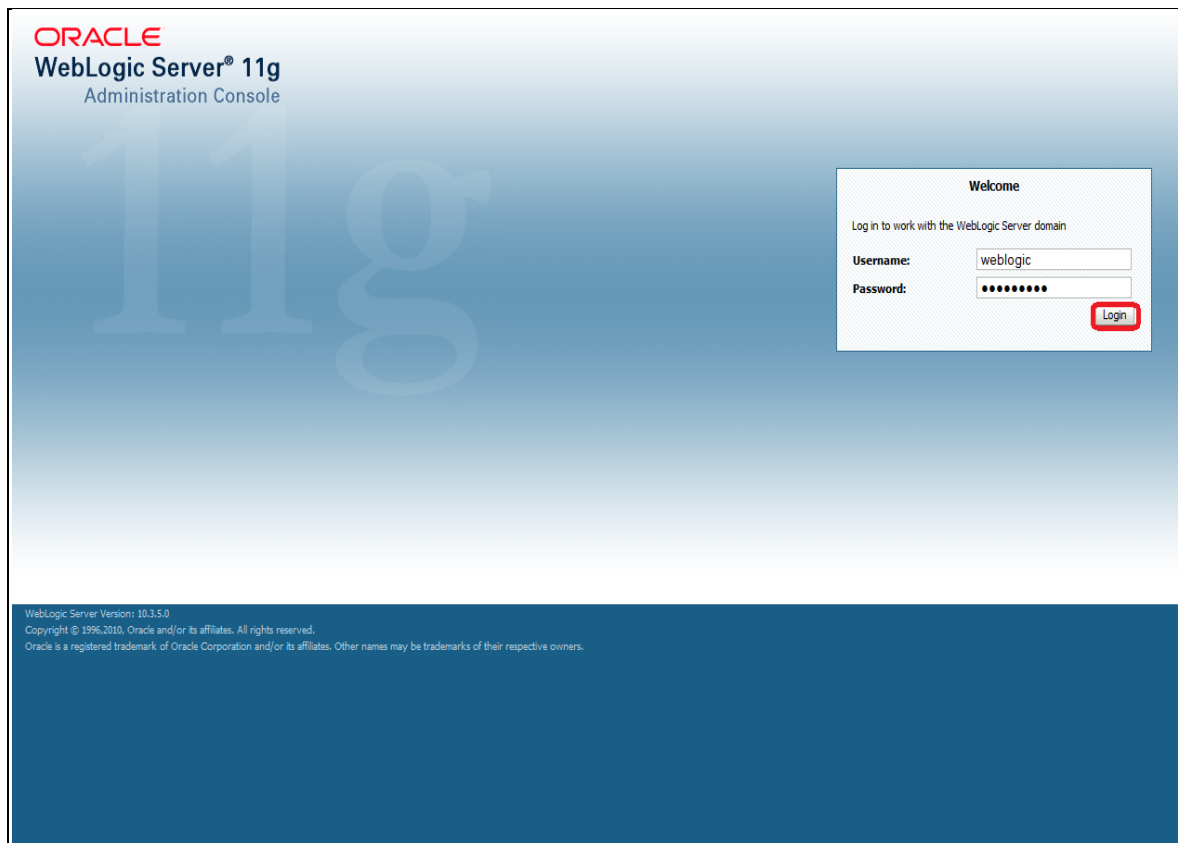 ORACLE
WebLogic Server® 11g
Administration Console
11g
Welcome
Log in to work with the WebLogic Server domain
Username: weblogic
Password: •••••••••
Login
WebLogic Server Version: 10.3.5.0
Copyright © 1996,2010, Oracle and/or its affiliates. All rights reserved.
Oracle is a registered trademark of Oracle Corporation and/or its affiliates. Other names may be trademarks of their respective owners.